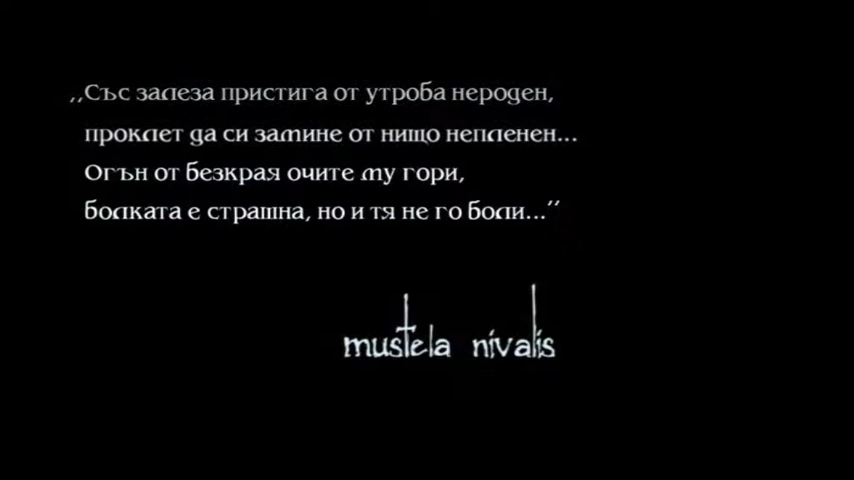 ,,Със залеза пристига от утроба нероден,
проклет да си замине от нищо непленен...
Огън от безкрая очите му гори,
болката е страшна, но и тя не го боли...’’
mustela nivalis